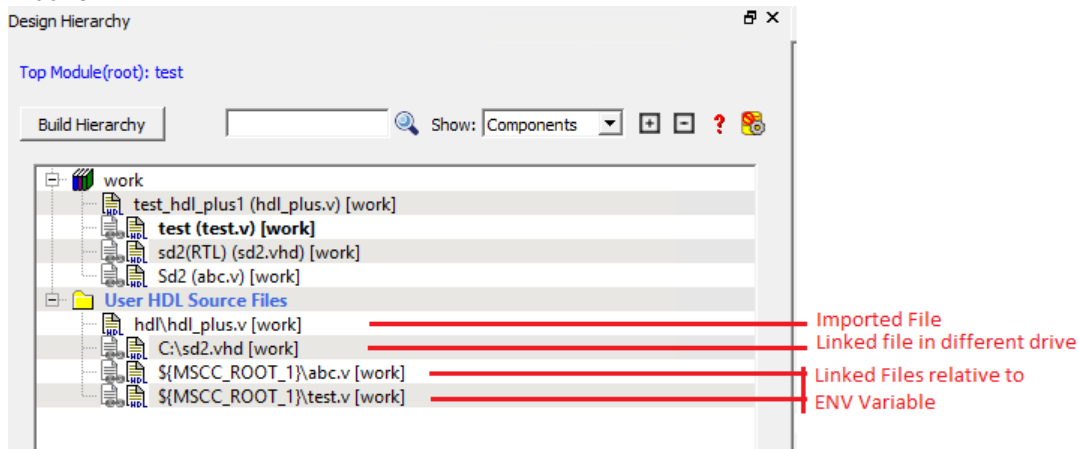 Design Hierarchy
Top Module(root): test
Build Hierarchy
Show: Components
work
test_hdl_plus1 (hdl_plus.v) [work]
test (test.v) [work]
sd2(RTL) (sd2.vhd) [work]
Sd2 (abc.v) [work]
User HDL Source Files
hdl\hdl_plus.v [work]
Imported File
C:\sd2.vhd [work]
Linked file in different drive
${MSCC_ROOT_1}\abc.v [work]
Linked Files relative to
${MSCC_ROOT_1}\test.v [work]
ENV Variable